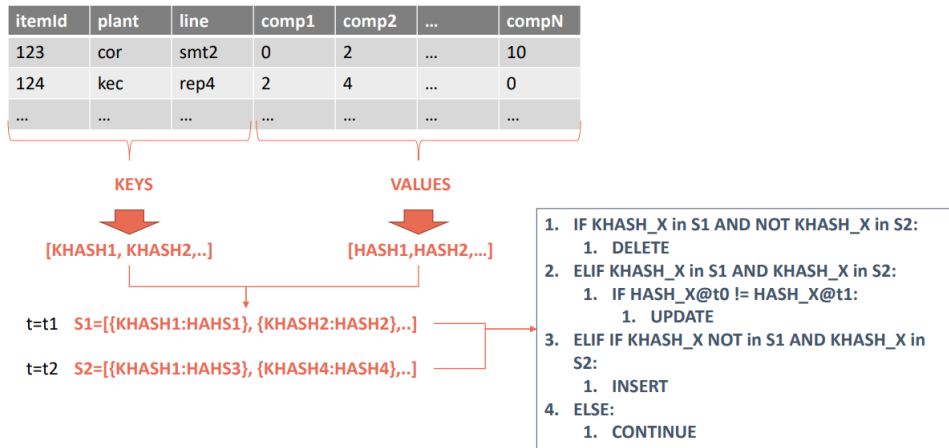 itemId plant line comp1 comp2 ... compN
123 cor smt2 0 2 ... 10
124 kec rep4 2 4 ... 0
... ... ... ... ... ... ...
KEYS VALUES
[KHASH1, KHASH2,..] [HASH1,HASH2,...]
t=t1 S1=[{KHASH1:HAHS1}, {KHASH2:HASH2},..]
t=t2 S2=[{KHASH1:HAHS3}, {KHASH4:HASH4},..]
1. IF KHASH_X in S1 AND NOT KHASH_X in S2:
1. DELETE
2. ELIF KHASH_X in S1 AND KHASH_X in S2:
1. IF HASH_X@t0 != HASH_X@t1:
1. UPDATE
3. ELIF IF KHASH_X NOT in S1 AND KHASH_X in
S2:
1. INSERT
4. ELSE:
1. CONTINUE